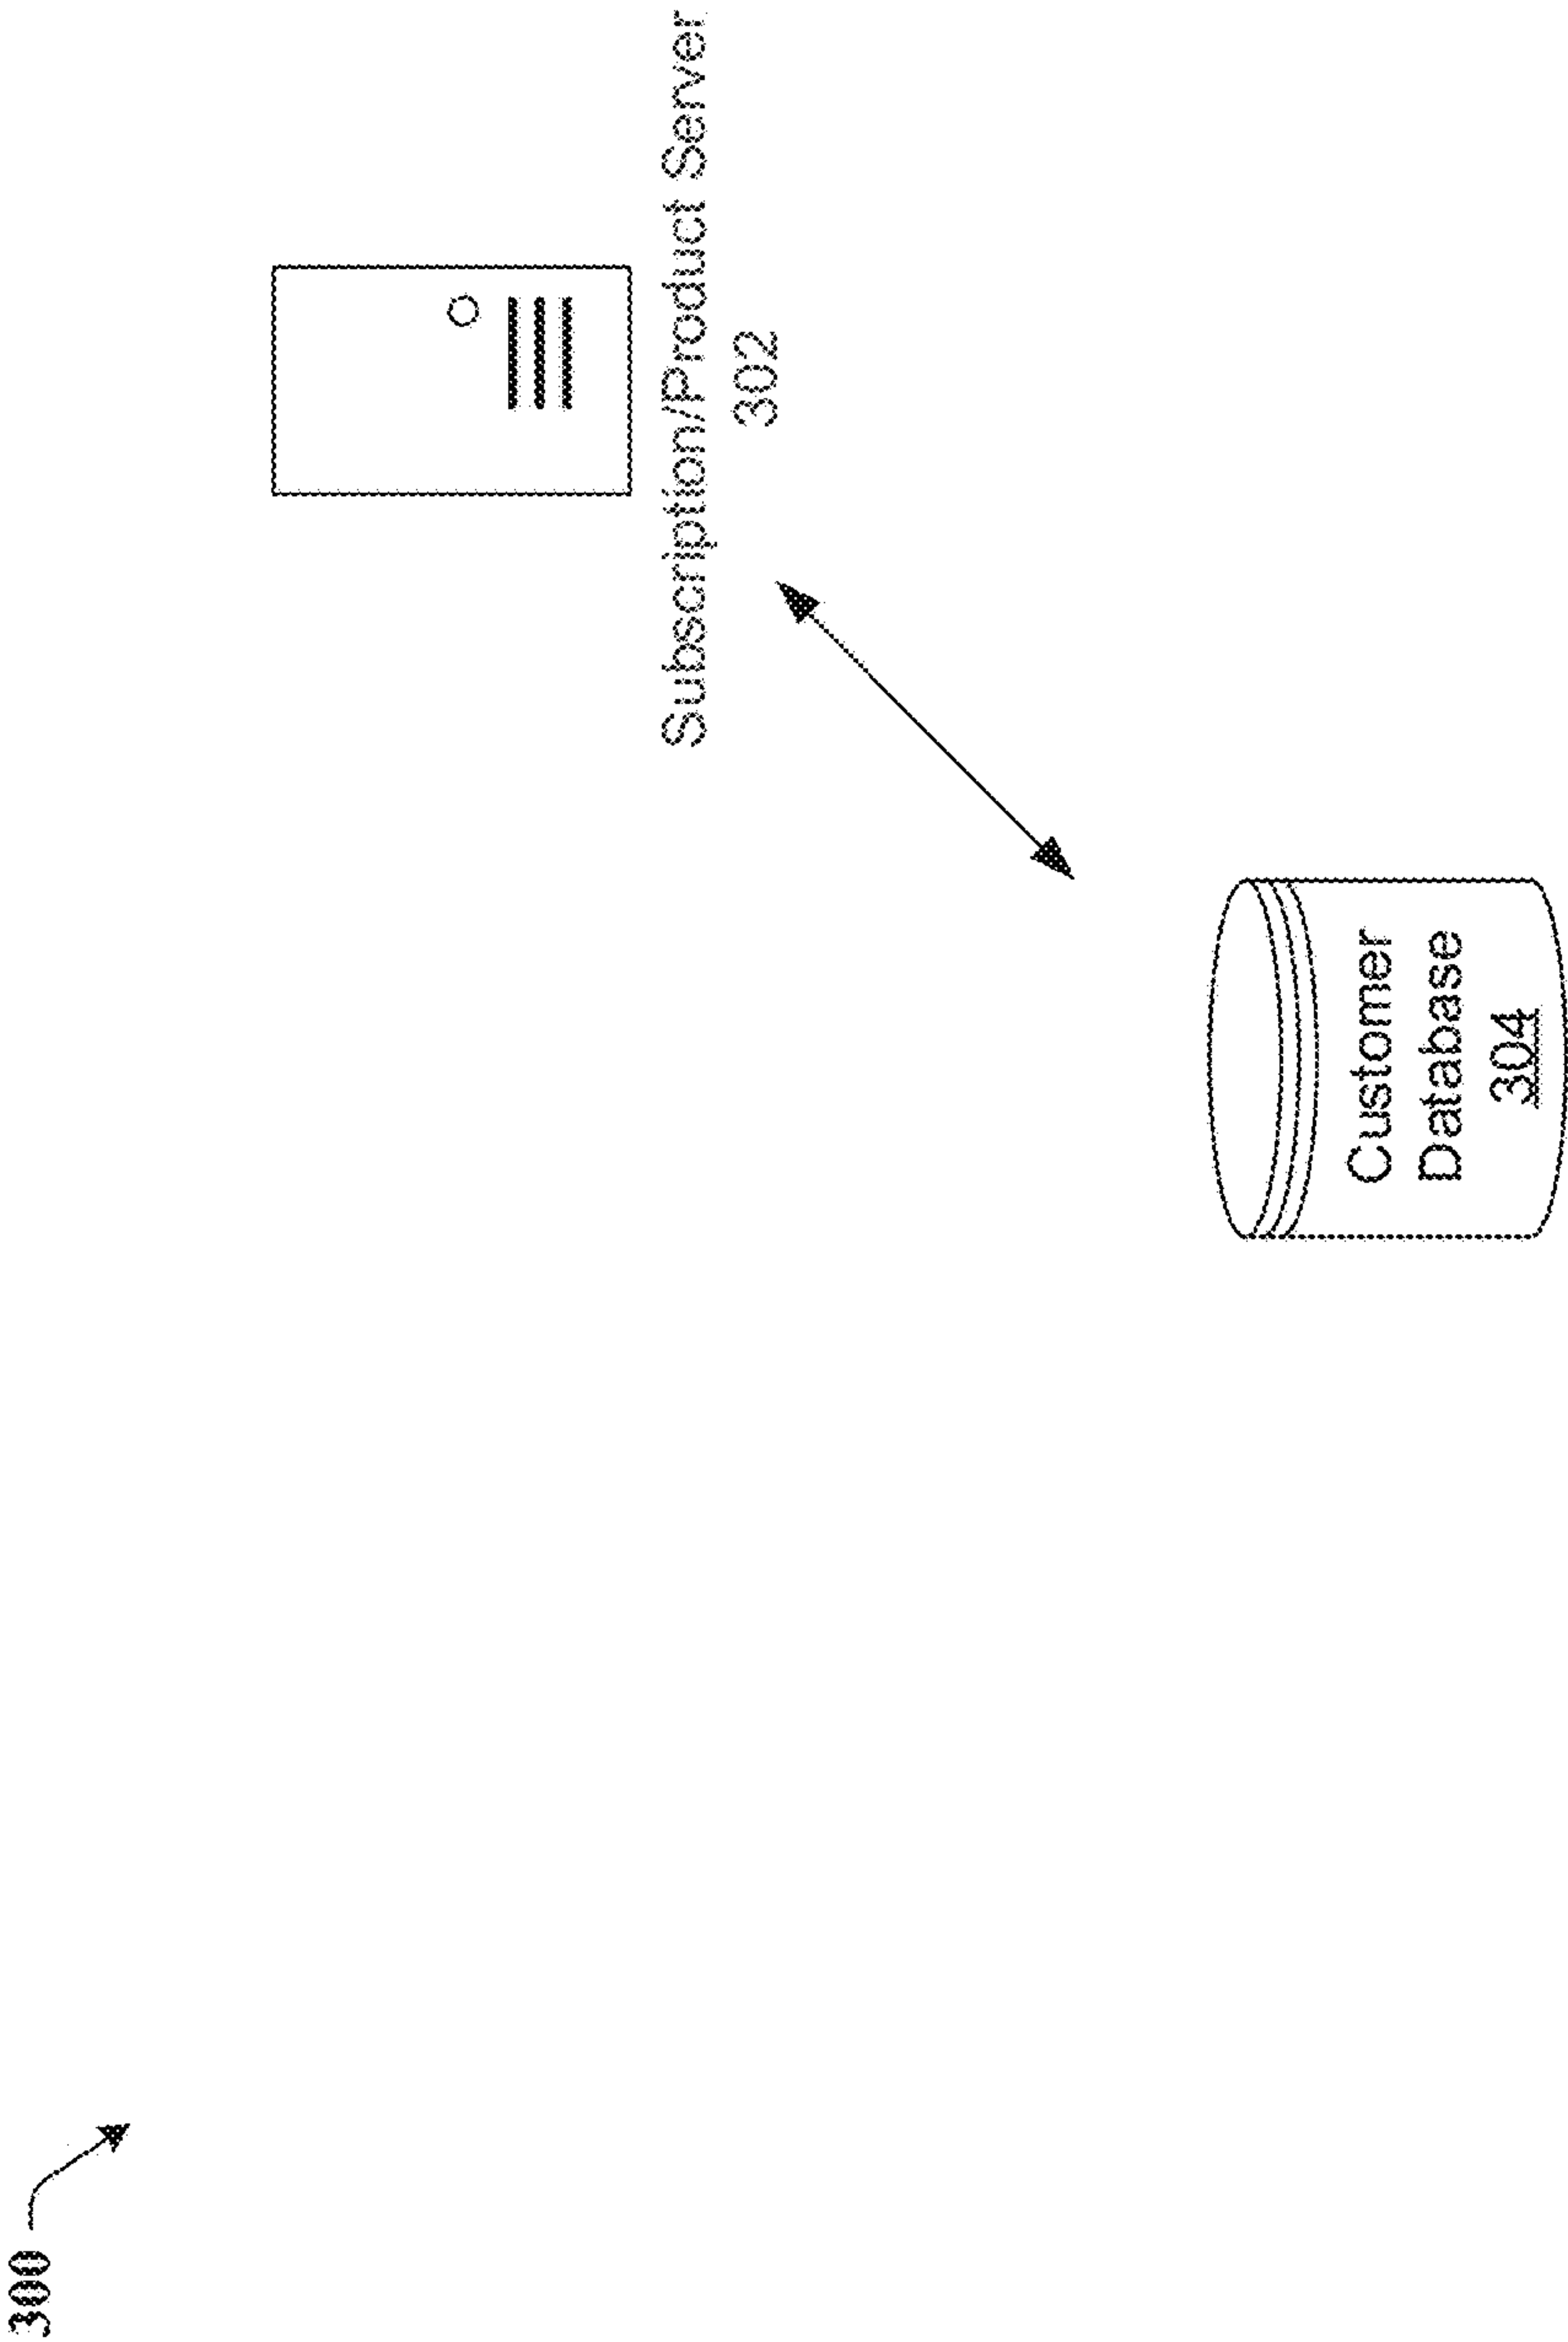 300
Subscription/Product Server
302
Customer
Database
304